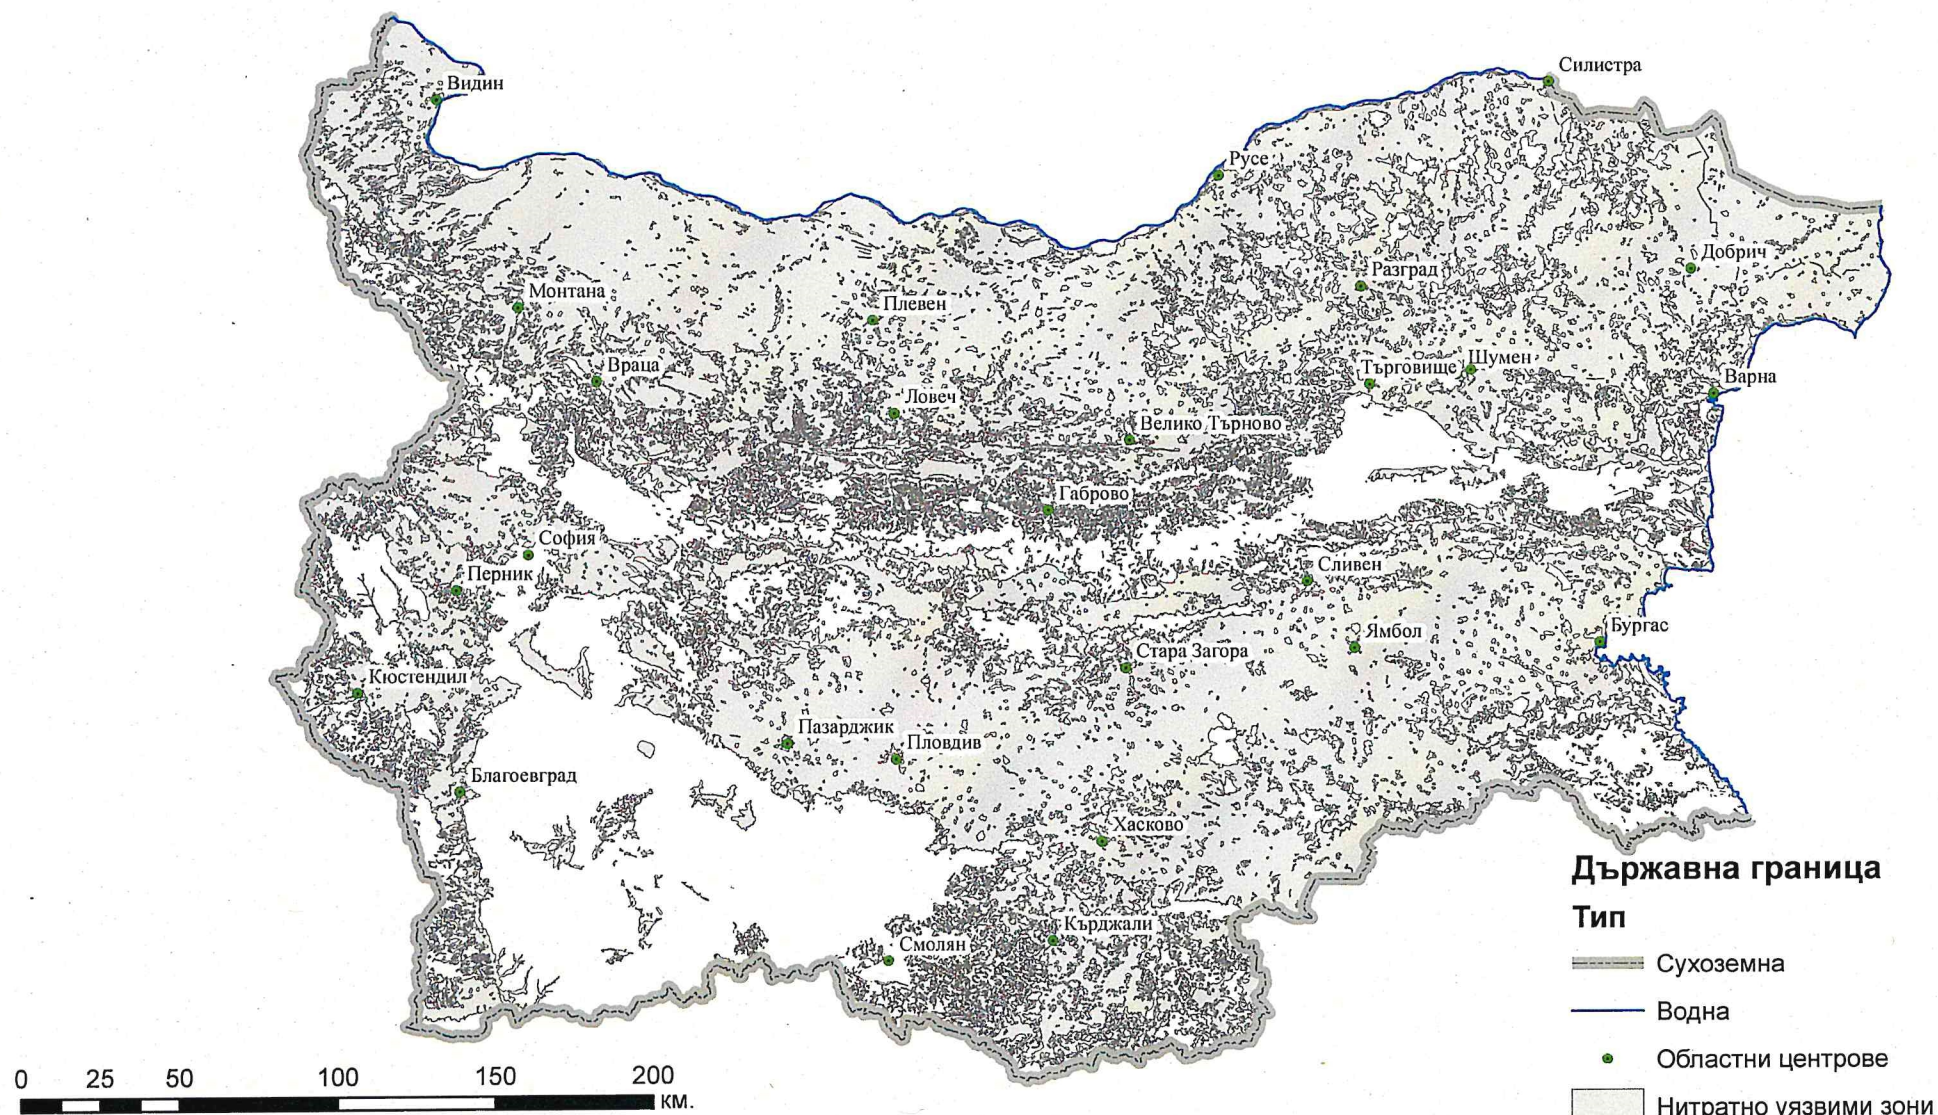 Силистра
Видин
Русе
Добрич
Разград
Монтана
Плевен
Шумен
Търговище
Враца
Варна
Ловеч
Велико Търново
Габрово
София
Сливен
Перник
Бургас
Ямбол
Стара Загора
Кюстендил
Пазарджик
Пловдив
Благоевград
Хасково
Кърджали
Смолян
Държавна граница
Тип
Сухоземна
Водна
Областни центрове
Нитратно уязвими зони
0 25 50 100 150 200
км.